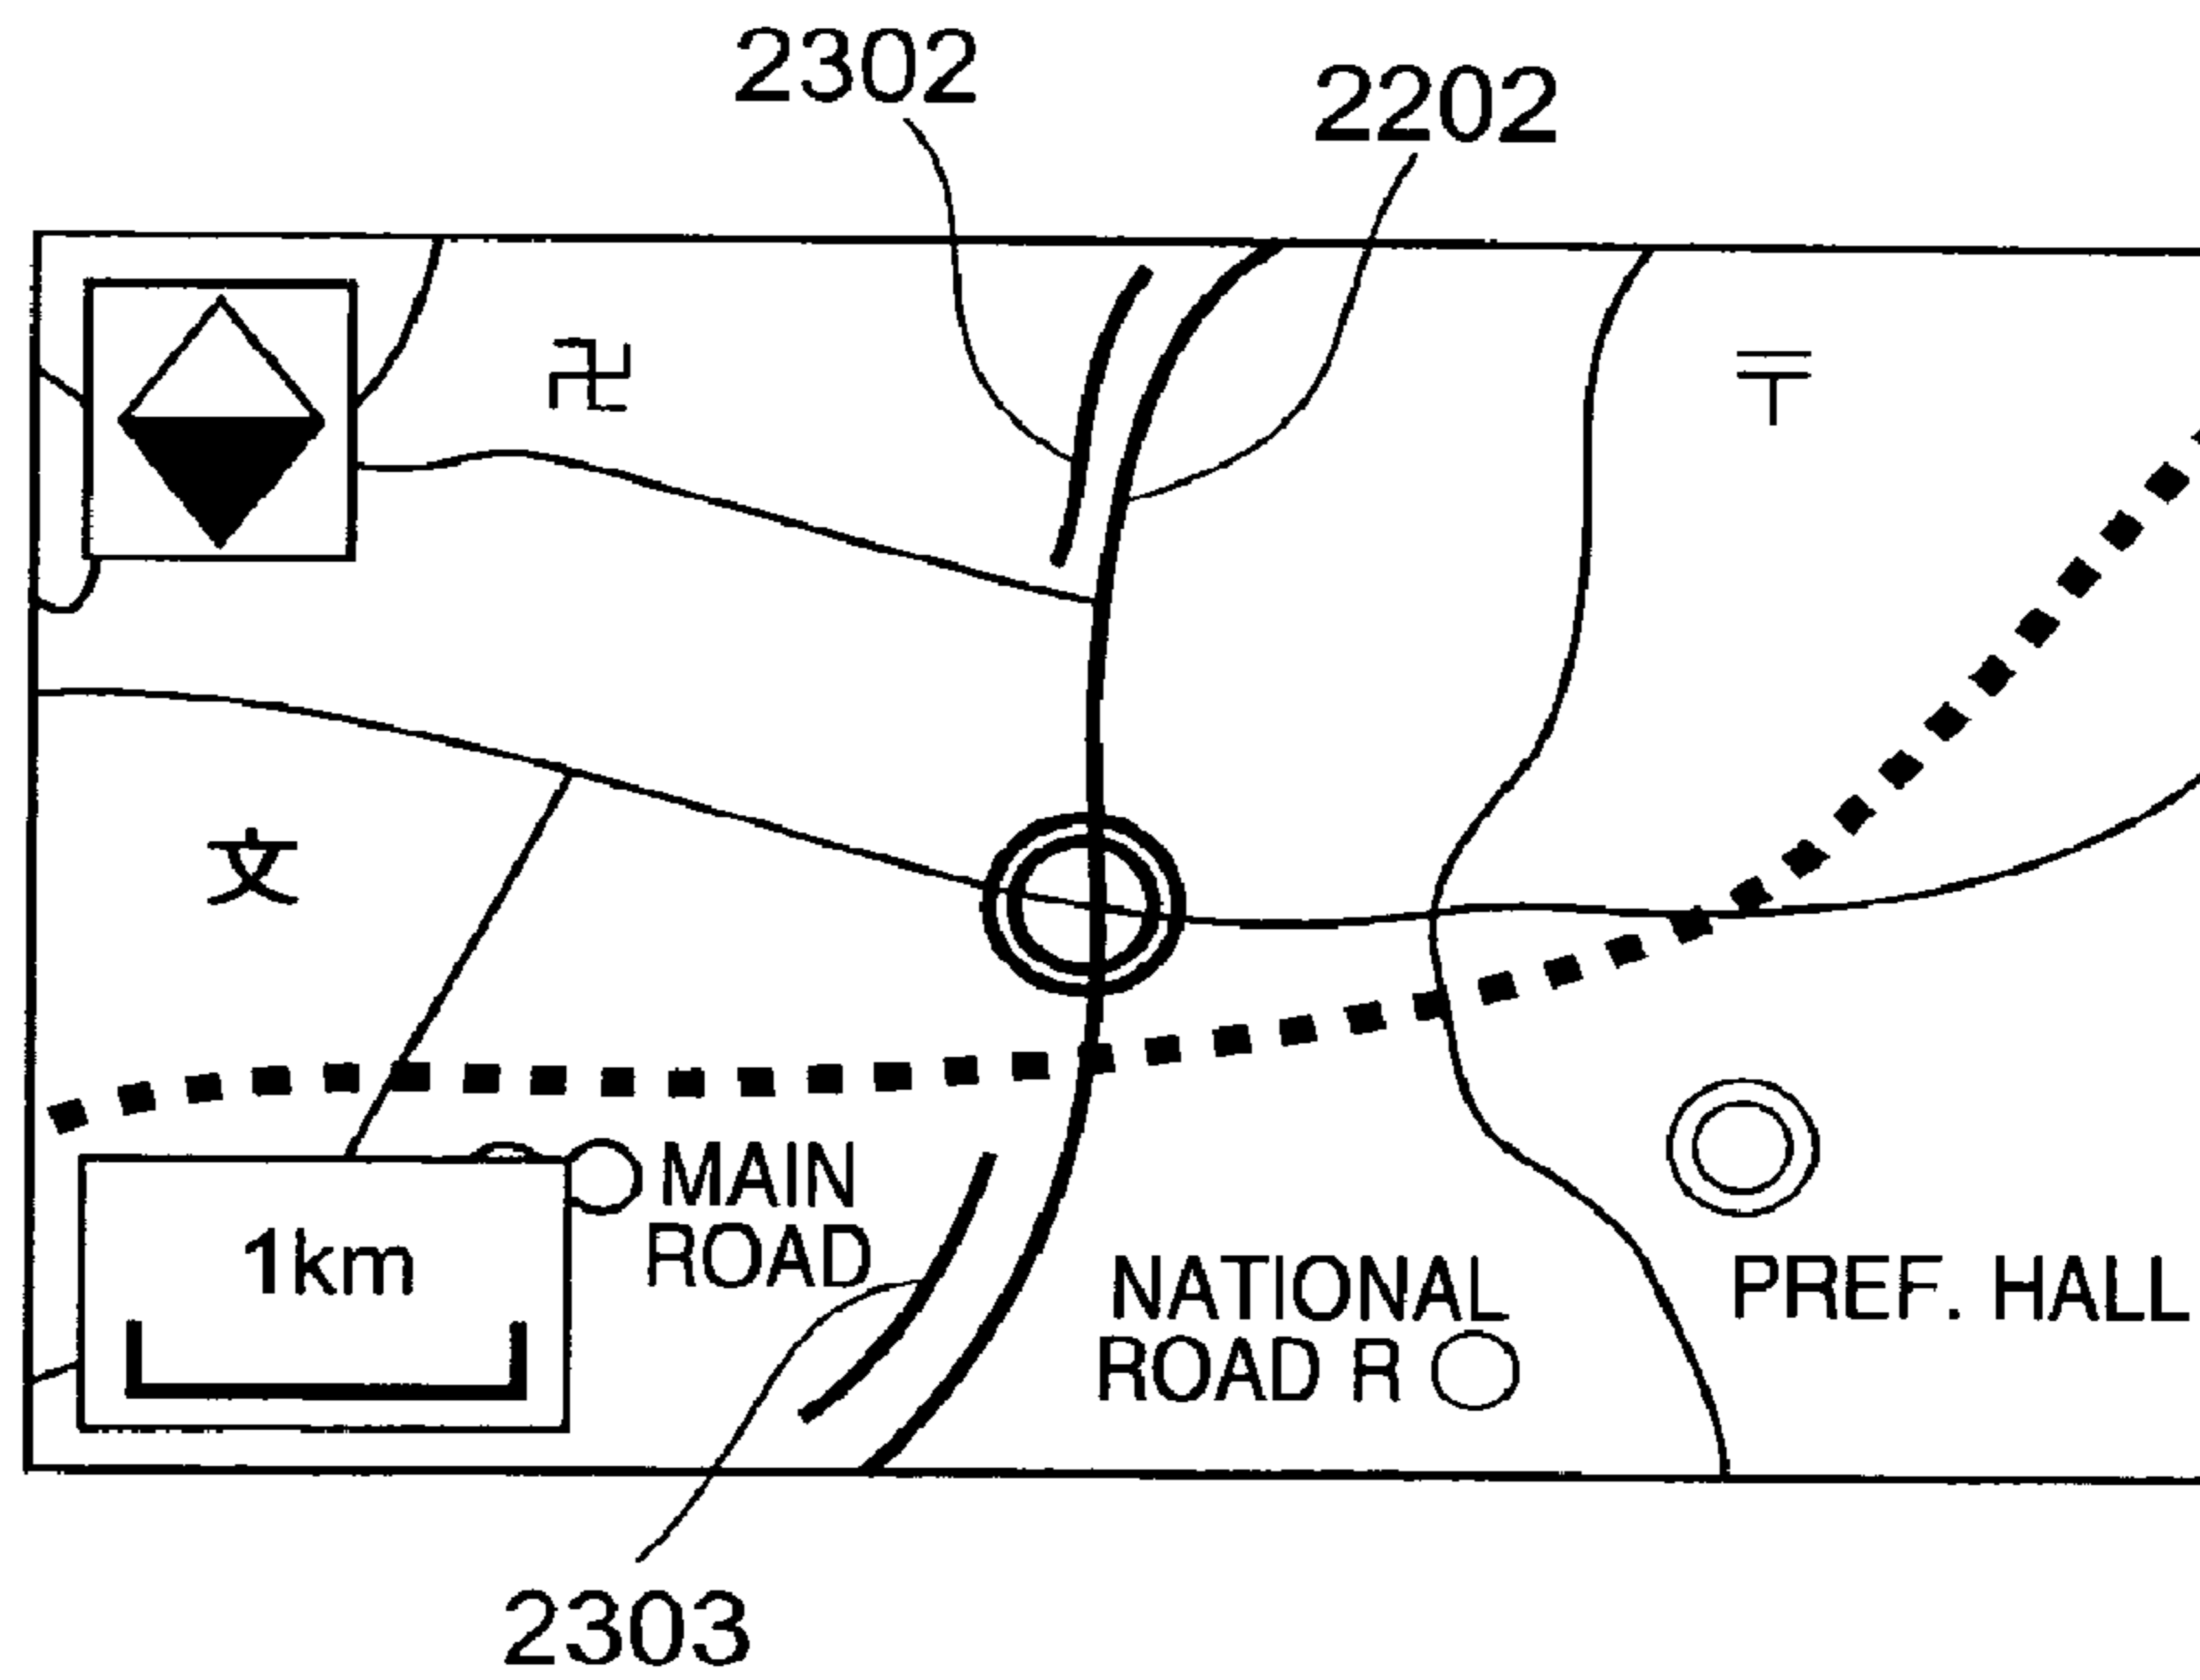 2302
2202
卍
〒
文
MAIN
ROAD
1km
NATIONAL
ROAD R ○
PREF. HALL
2303